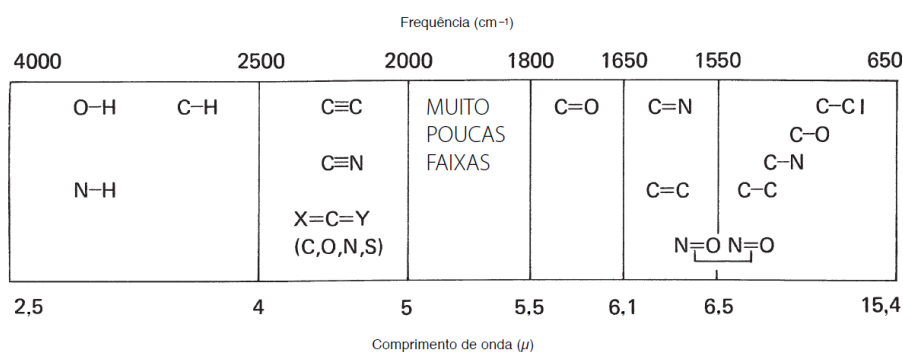 Frequência (cm⁻¹)
4000 2500 2000 1800 1650 1550 650
O−H C−H C≡C MUITO C=O C=N C−Cl
POUCAS C−O
C≡N FAIXAS C−N
N−H C=C C−C
X=C=Y
(C,O,N,S) N=O N=O
2,5 4 5 5,5 6,1 6,5 15,4
Comprimento de onda (μ)